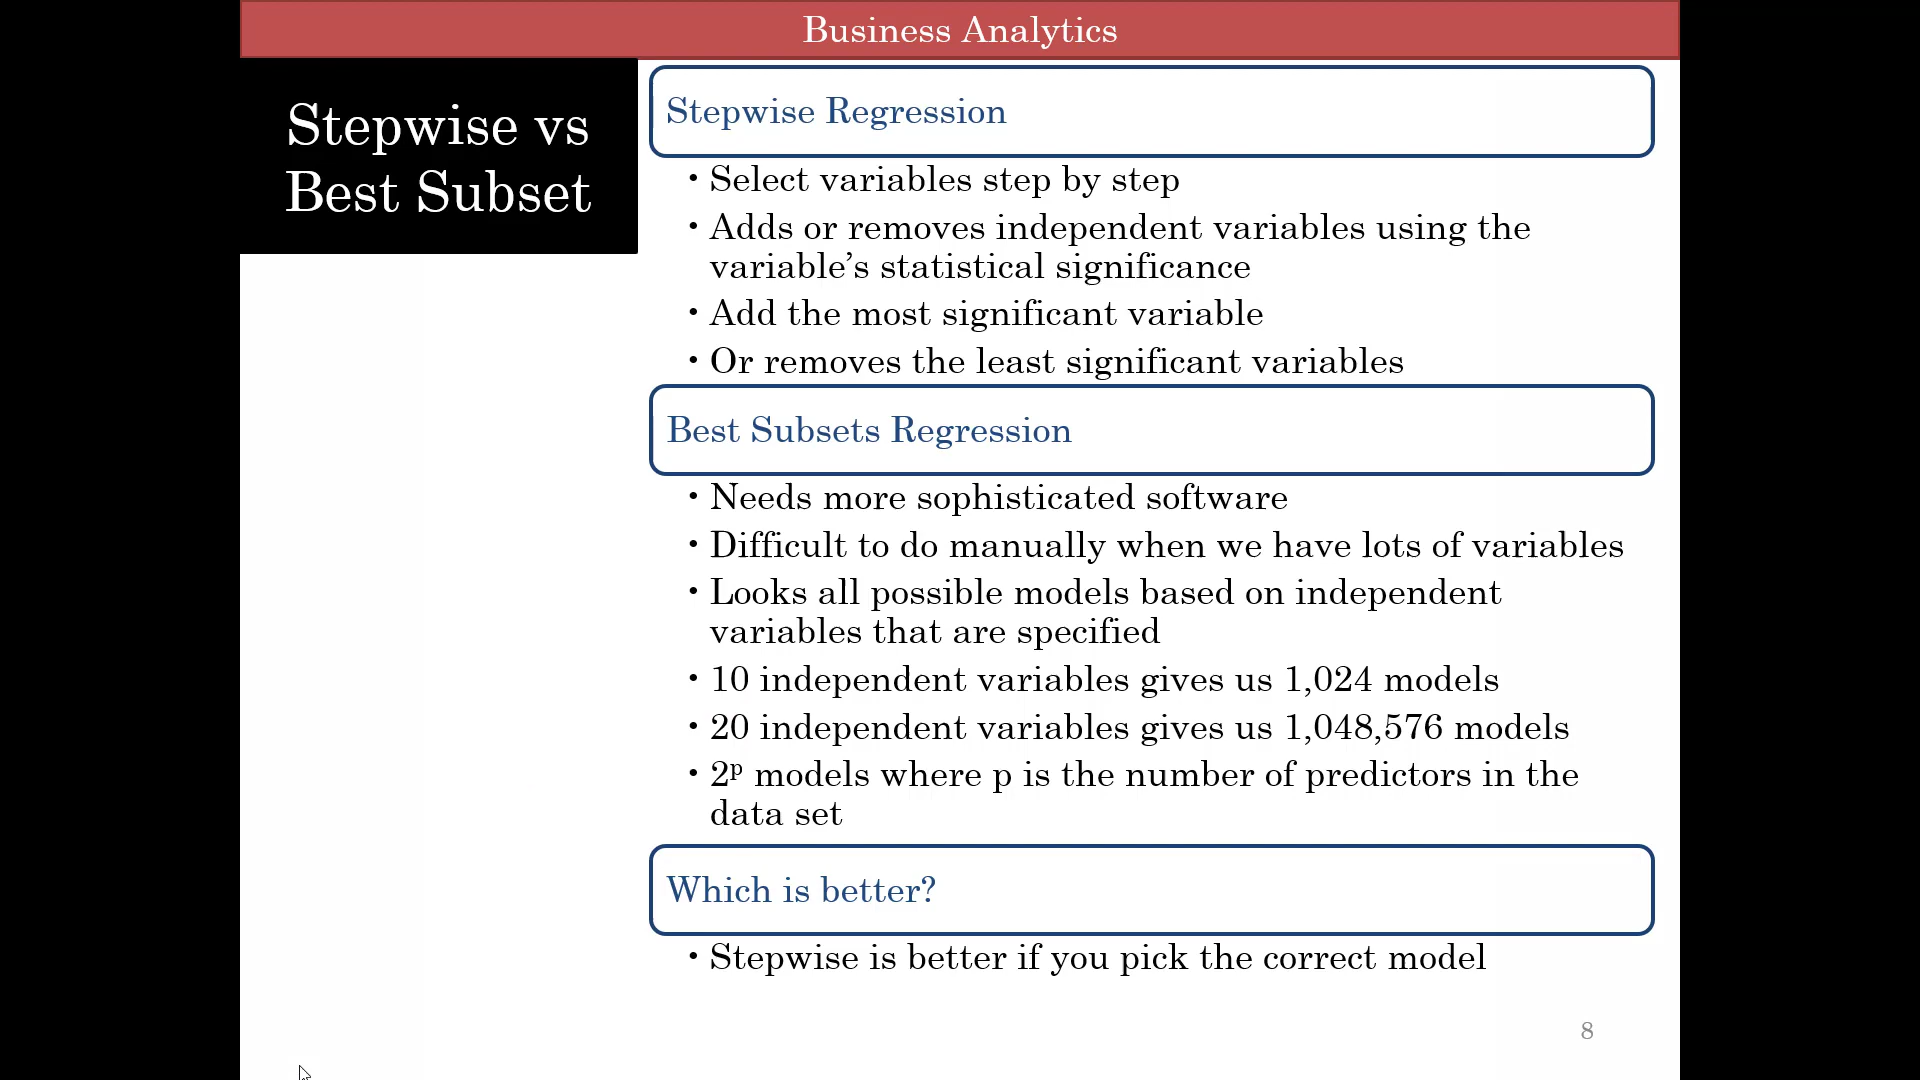 Business Analytics
Stepwise vs
Best Subset
Stepwise Regression
• Select variables step by step
• Adds or removes independent variables using the
variable’s statistical significance
• Add the most significant variable
• Or removes the least significant variables
Best Subsets Regression
• Needs more sophisticated software
• Difficult to do manually when we have lots of variables
• Looks all possible models based on independent
variables that are specified
• 10 independent variables gives us 1,024 models
• 20 independent variables gives us 1,048,576 models
• 2ᵖ models where p is the number of predictors in the
data set
Which is better?
• Stepwise is better if you pick the correct model
8